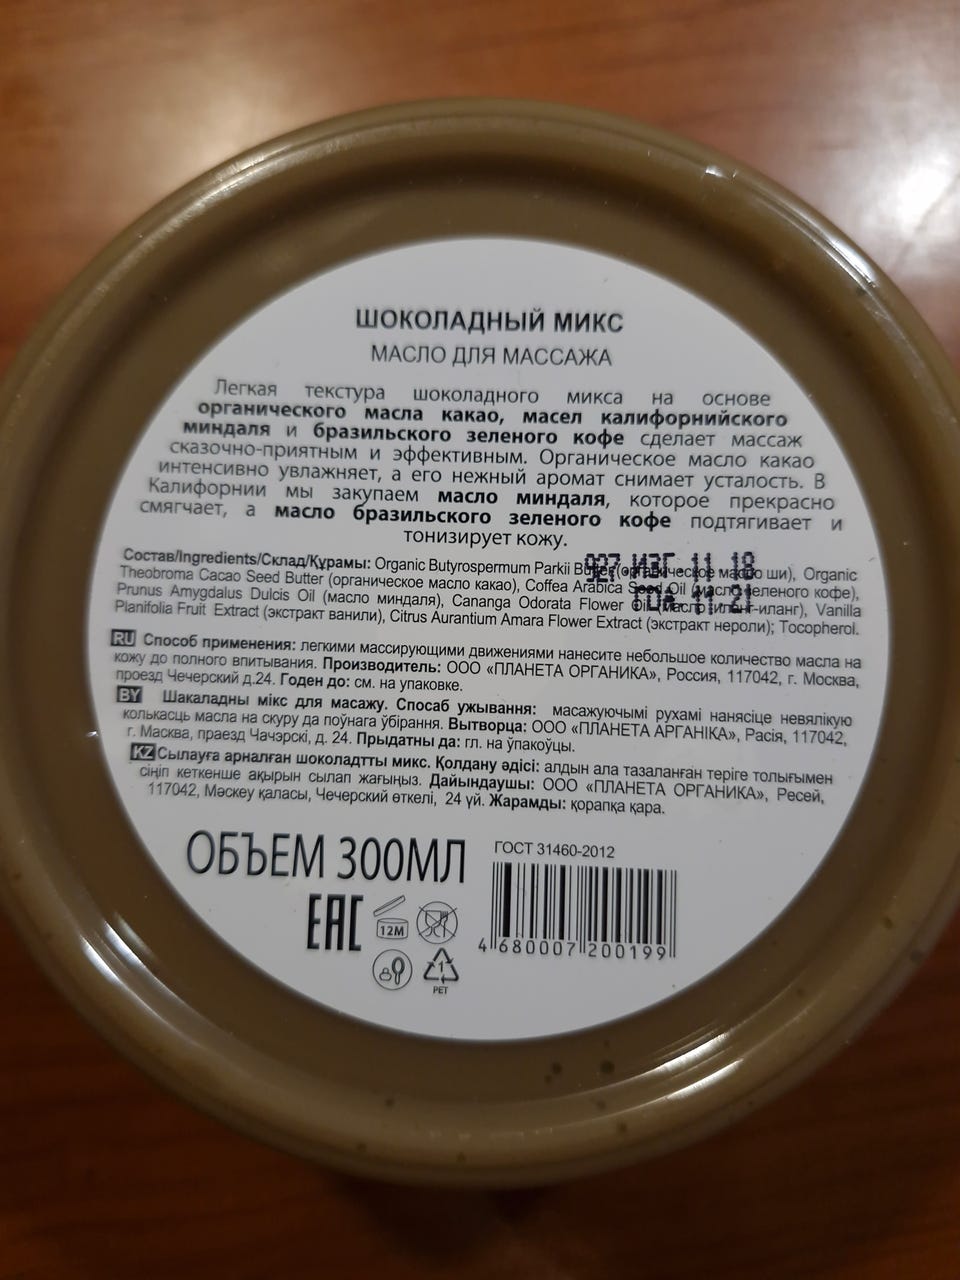 ШОКОЛАДНЫЙ МИКС
МАСЛО ДЛЯ МАССАЖА
Легкая текстура шоколадного микса на основе
органического масла какао, масел калифорнийского
миндаля и бразильского зеленого кофе сделает массаж
сказочно-приятным и эффективным. Органическое масло какао
интенсивно увлажняет, а его нежный аромат снимает усталость. В
Калифорнии мы закупаем масло миндаля, которое прекрасно
смягчает, а масло бразильского зеленого кофе подтягивает и
тонизирует кожу.
927 ИЗГ 11.18
ГОД 11.21
Состав/Ingredients/Склад/Құрамы: Organic Butyrospermum Parkii Butter (органическое масло ши), Organic
Theobroma Cacao Seed Butter (органическое масло какао), Coffea Arabica Seed Oil (масло зеленого кофе),
Prunus Amygdalus Dulcis Oil (масло миндаля), Cananga Odorata Flower Oil (масло иланг-иланг), Vanilla
Planifolia Fruit Extract (экстракт ванили), Citrus Aurantium Amara Flower Extract (экстракт нероли); Tocopherol.
RU Способ применения: легкими массирующими движениями нанесите небольшое количество масла на
кожу до полного впитывания. Производитель: ООО «ПЛАНЕТА ОРГАНИКА», Россия, 117042, г. Москва,
проезд Чечерский д.24. Годен до: см. на упаковке.
BY Шакаладны мікс для масажу. Спосаб ужывання: масажуючымі рухамі нанясіце невялікую
колькасць масла на скуру да поўнага ўбірання. Вытворца: ООО «ПЛАНЕТА АРГАНІКА», Расія, 117042,
г. Масква, праезд Чачэрскі, д. 24. Прыдатны да: гл. на ўпакоўцы.
KZ Сылауға арналған шоколадтты микс. Қолдану әдісі: алдын ала тазаланған теріге толығымен
сіңіп кеткенше ақырын сылап жағыңыз. Дайындаушы: ООО «ПЛАНЕТА ОРГАНИКА», Ресей,
117042, Мәскеу қаласы, Чечерский өткелі, 24 үй. Жарамды: қорапқа қара.
ОБЪЕМ 300МЛ
ГОСТ 31460-2012
EAC
12M
4 680007 200199
1
PET